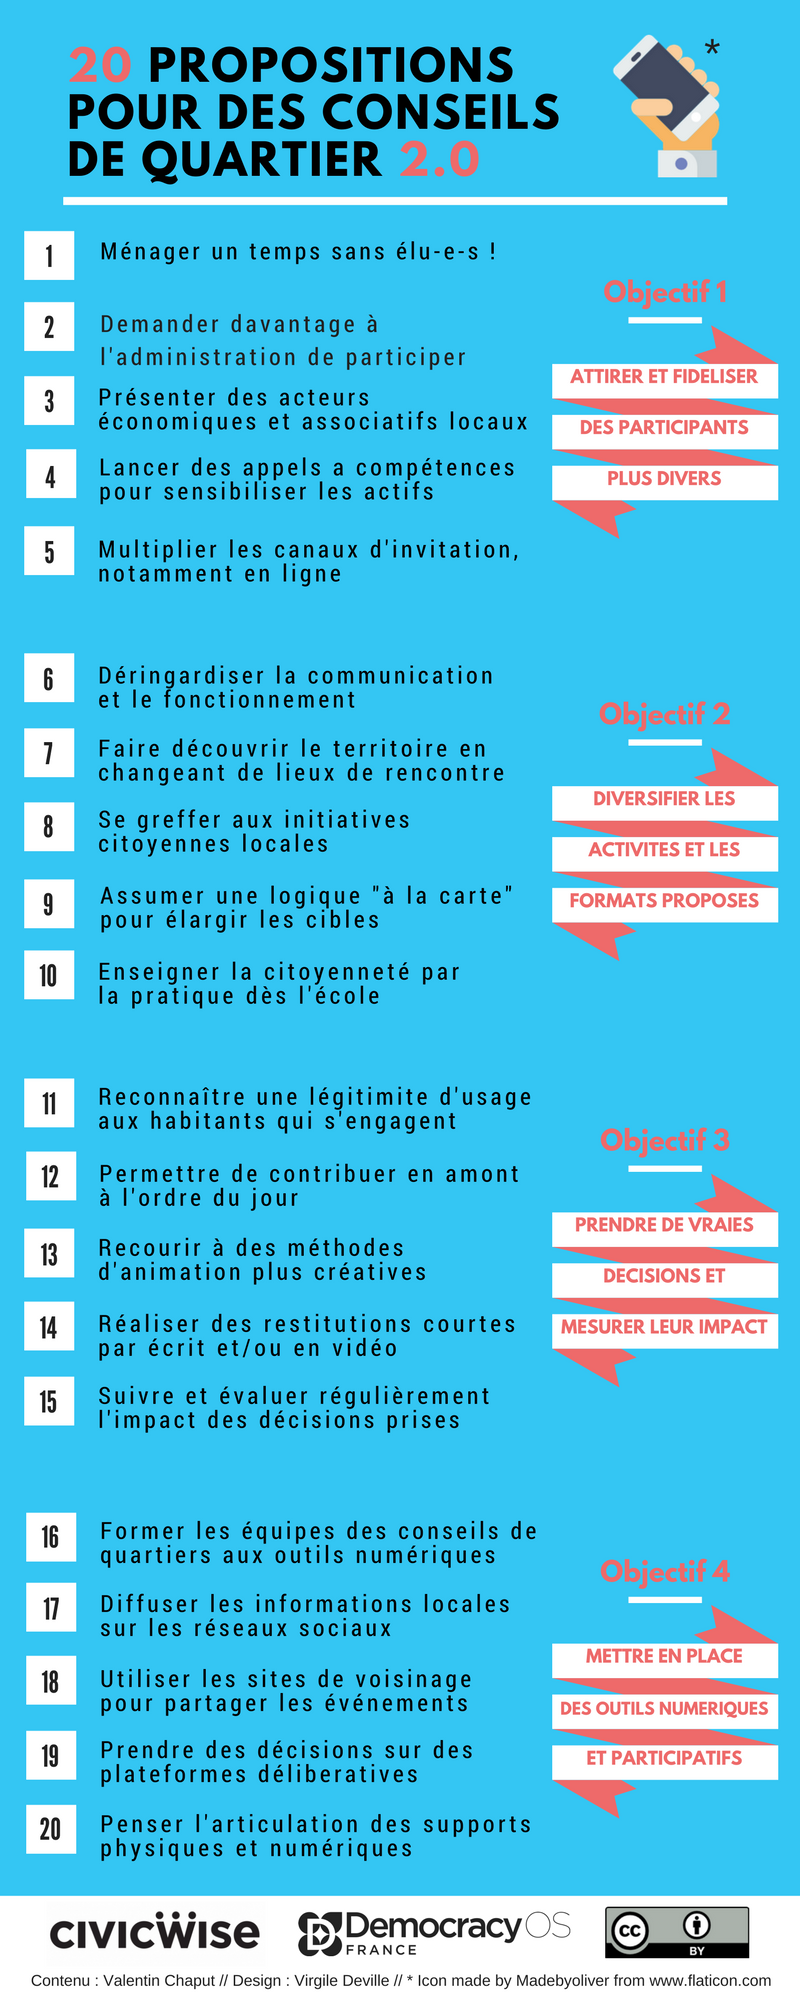 20 PROPOSITIONS
POUR DES CONSEILS
DE QUARTIER 2.0
*
1
Ménager un temps sans élu-e-s !
2
Demander davantage à
l'administration de participer
3
Présenter des acteurs
économiques et associatifs locaux
4
Lancer des appels a compétences
pour sensibiliser les actifs
5
Multiplier les canaux d'invitation,
notamment en ligne
Objectif 1
ATTIRER ET FIDELISER
DES PARTICIPANTS
PLUS DIVERS
6
Déringardiser la communication
et le fonctionnement
7
Faire découvrir le territoire en
changeant de lieux de rencontre
8
Se greffer aux initiatives
citoyennes locales
9
Assumer une logique "à la carte"
pour élargir les cibles
10
Enseigner la citoyenneté par
la pratique dès l'école
Objectif 2
DIVERSIFIER LES
ACTIVITES ET LES
FORMATS PROPOSES
11
Reconnaître une légitimite d'usage
aux habitants qui s'engagent
12
Permettre de contribuer en amont
à l'ordre du jour
13
Recourir à des méthodes
d'animation plus créatives
14
Réaliser des restitutions courtes
par écrit et/ou en vidéo
15
Suivre et évaluer régulièrement
l'impact des décisions prises
Objectif 3
PRENDRE DE VRAIES
DECISIONS ET
MESURER LEUR IMPACT
16
Former les équipes des conseils de
quartiers aux outils numériques
17
Diffuser les informations locales
sur les réseaux sociaux
18
Utiliser les sites de voisinage
pour partager les événements
19
Prendre des décisions sur des
plateformes déliberatives
20
Penser l'articulation des supports
physiques et numériques
Objectif 4
METTRE EN PLACE
DES OUTILS NUMERIQUES
ET PARTICIPATIFS
civicwise
D DemocracyOS
FRANCE
cc
BY
Contenu : Valentin Chaput // Design : Virgile Deville // * Icon made by Madebyoliver from www.flaticon.com